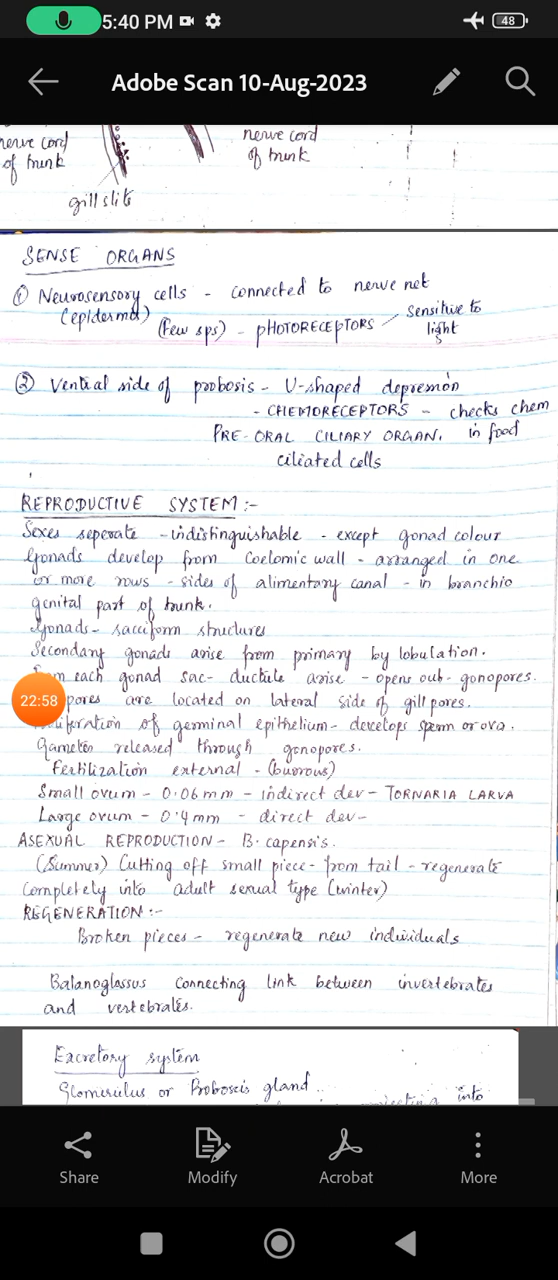 5:40 PM
48
Adobe Scan 10-Aug-2023
nerve cord
of trunk
nerve cord
of trunk
gill slits
SENSE ORGANS
① Neurosensory cells - connected to nerve net
(epidermal)
(Few sps) - PHOTORECEPTORS
Sensitive to
light
② Ventral side of probosis - U-shaped depression
- CHEMORECEPTORS - checks chem
PRE-ORAL CILIARY ORGAN. in food
ciliated cells
REPRODUCTIVE SYSTEM :-
Sexes seperate - indistinguishable - except gonad colour
Gonads develop from Coelomic wall - arranged in one
or more rows - sides of alimentary canal - in branchio
genital part of trunk.
Gonads - sacciform structures
Secondary gonads arise from primary by lobulation.
each gonad sac - ductule arise - opens out - gonopores.
22:58
pores are located on lateral side of gill pores.
of germinal epithelium - develops sperm or ova.
Gametes released through gonopores.
Fertilization external - (burrows)
Small ovum - 0.06mm - indirect dev - TORNARIA LARVA
Large ovum - 0.4mm - direct dev -
ASEXUAL REPRODUCTION - B. capensis.
(Summer) Cutting off small piece - from tail - regenerate
Completely into adult sexual type (winter)
REGENERATION :-
Broken pieces - regenerate new individuals
Balanoglassus connecting link between invertebrates
and vertebrates.
Excretory system
Glomerulus or Proboscis gland
into
Share
Modify
Acrobat
More